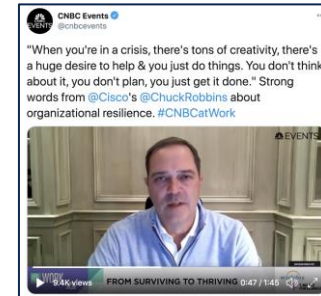 CNBC Events
@cnbcevents
"When you're in a crisis, there's tons of creativity, there's
a huge desire to help & you just do things. You don't think
about it, you don't plan, you just get it done." Strong
words from @Cisco's @ChuckRobbins about
organizational resilience. #CNBCatWork
EVENTS
WORK
9.4K views
FROM SURVIVING TO THRIVING
0:47 / 1:45